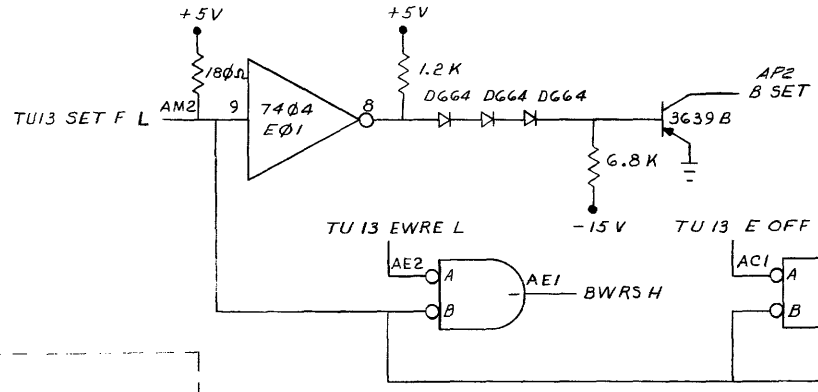 +5V
+5V
18ØΩ
1.2K
D664 D664 D664
AP2
B SET
TU13 SET F L
AM2
9
74Ø4
EØ1
8
3639B
6.8K
-15V
TU 13 EWRE L
TU 13 E OFF
AE2
A
AE1
BWRS H
B
AC1
A
B